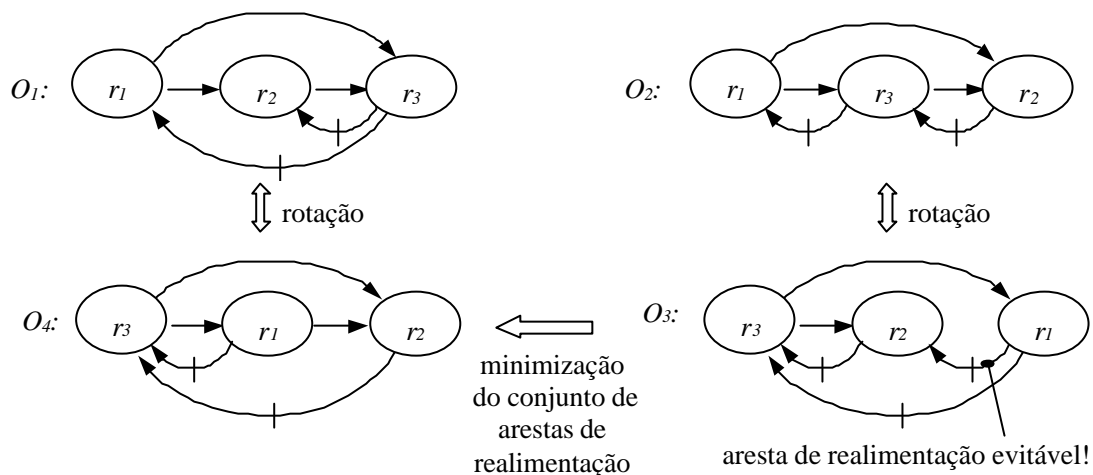 O1: r1 r2 r3
O2: r1 r3 r2
rotação
rotação
O4: r3 r1 r2
O3: r3 r2 r1
minimização
do conjunto de
arestas de
realimentação
aresta de realimentação evitável!